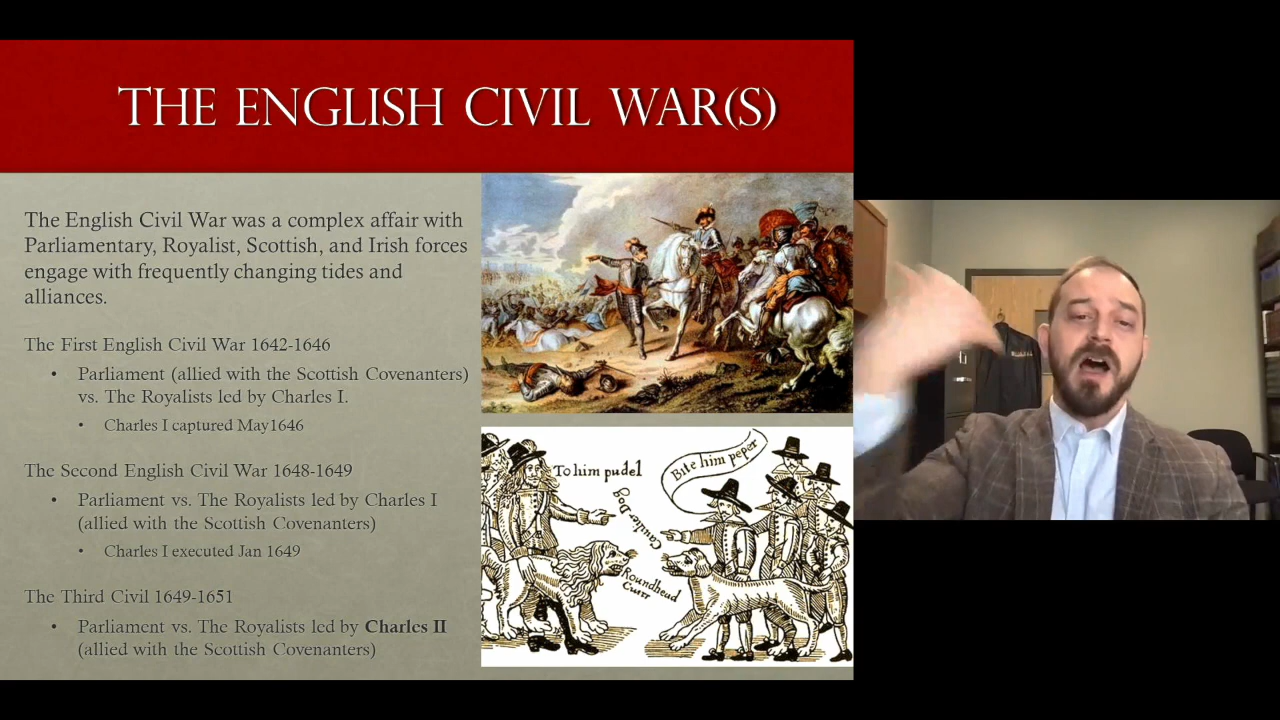 THE ENGLISH CIVIL WAR(S)
The English Civil War was a complex affair with
Parliamentary, Royalist, Scottish, and Irish forces
engage with frequently changing tides and
alliances.
The First English Civil War 1642-1646
• Parliament (allied with the Scottish Covenanters)
vs. The Royalists led by Charles I.
• Charles I captured May1646
The Second English Civil War 1648-1649
• Parliament vs. The Royalists led by Charles I
(allied with the Scottish Covenanters)
• Charles I executed Jan 1649
The Third Civil 1649-1651
• Parliament vs. The Royalists led by Charles II
(allied with the Scottish Covenanters)
To him pudel
Bite him peper
Cavalier Dog
Roundhead
Curr